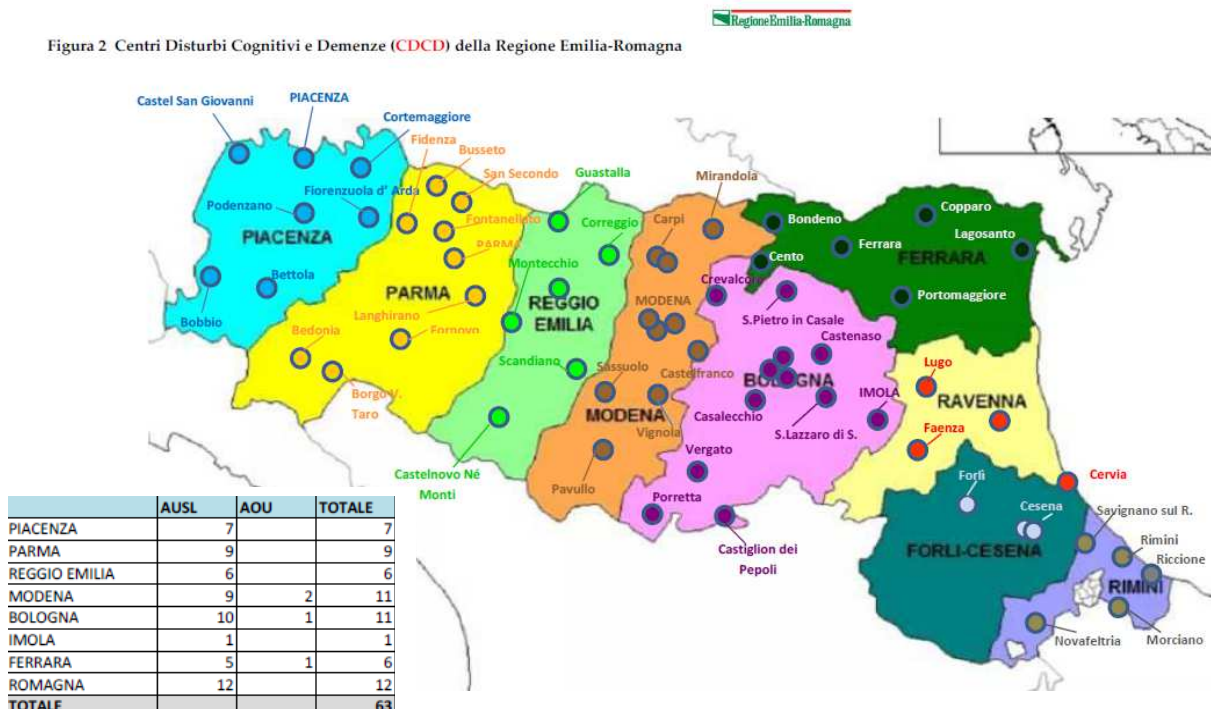 RegioneEmilia-Romagna
Figura 2 Centri Disturbi Cognitivi e Demenze (CDCD) della Regione Emilia-Romagna
Castel San Giovanni
PIACENZA
Cortemaggiore
Fidenza
Busseto
San Secondo
Guastalla
Mirandola
Fiorenzuola d' Arda
Podenzano
Fontanellato
Correggio
Carpi
Bondeno
Copparo
PIACENZA
PARMA
Ferrara
Lagosanto
Montecchio
Cento
FERRARA
Bettola
PARMA
REGGIO
EMILIA
Crevalcore
Bobbio
Langhirano
MODENA
S.Pietro in Casale
Portomaggiore
Bedonia
Fornovo
Castenaso
Scandiano
Sassuolo
Castelfranco
BOLOGNA
Lugo
Borgo V.
Taro
MODENA
Casalecchio
IMOLA
RAVENNA
Vignola
S.Lazzaro di S.
Faenza
Castelnovo Né
Monti
Pavullo
Vergato
Forlì
Cervia
Porretta
Cesena
Savignano sul R.
Castiglion dei
Pepoli
FORLI-CESENA
Rimini
Riccione
RIMINI
Novafeltria
Morciano
AUSL AOU TOTALE
PIACENZA 7 7
PARMA 9 9
REGGIO EMILIA 6 6
MODENA 9 2 11
BOLOGNA 10 1 11
IMOLA 1 1
FERRARA 5 1 6
ROMAGNA 12 12
TOTALE 63